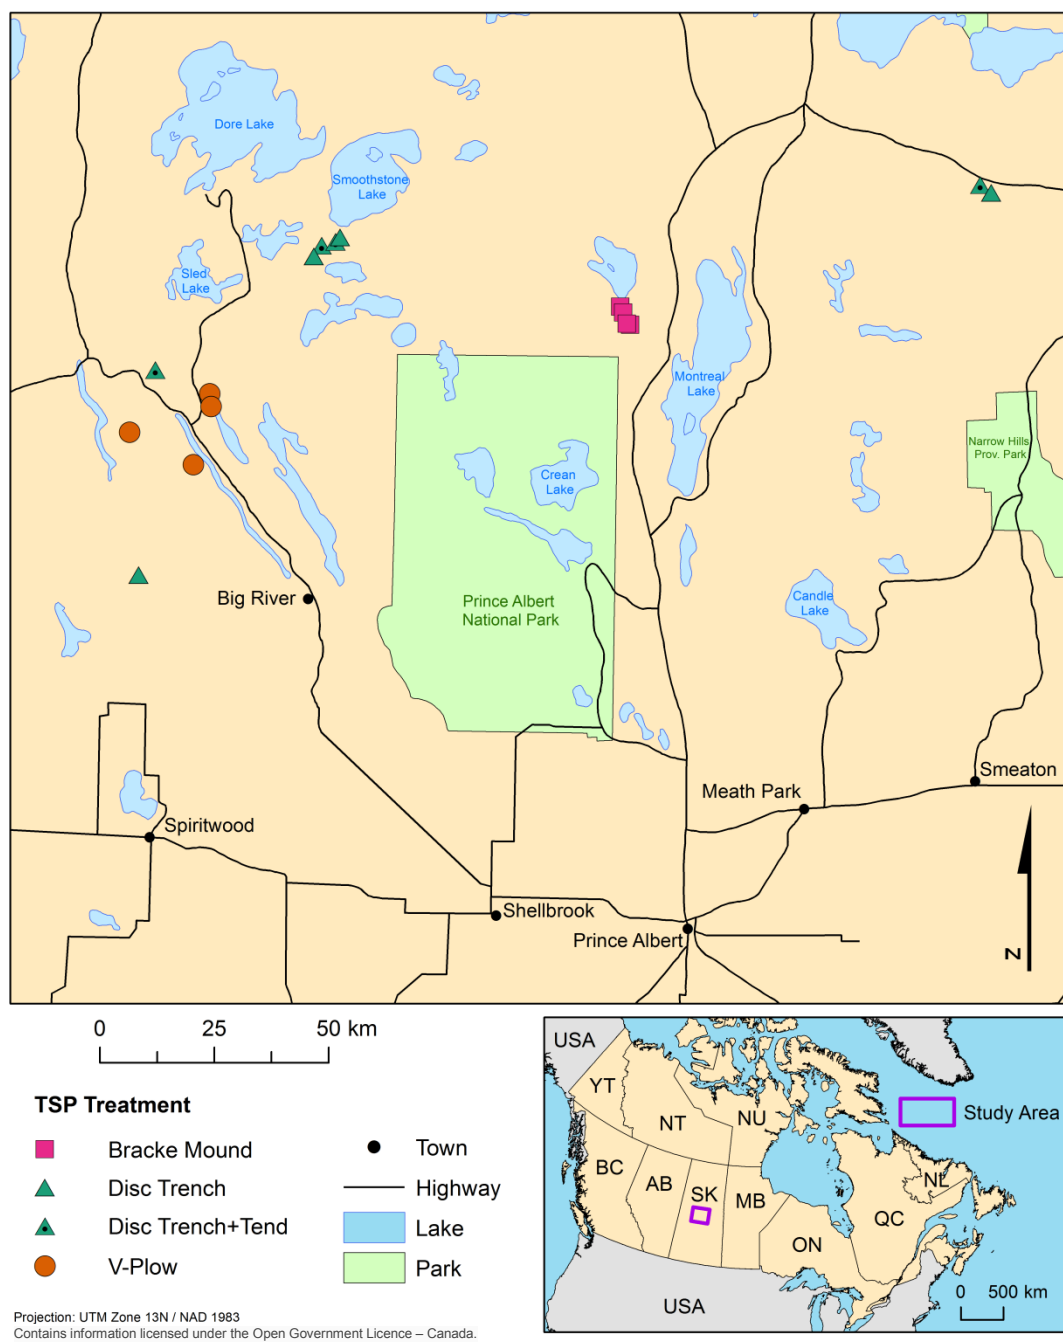 Dore Lake
Smoothstone
Lake
Sled
Lake
Montreal
Lake
Narrow Hills
Prov. Park
Crean
Lake
Candle
Lake
Big River
Prince Albert
National Park
Smeaton
Meath Park
Spiritwood
Shellbrook
Prince Albert
N
0 25 50 km
TSP Treatment
Bracke Mound
Disc Trench
Disc Trench+Tend
V-Plow
Town
Highway
Lake
Park
USA
YT
NT
NU
Study Area
BC
AB
SK
MB
NL
QC
ON
USA
0 500 km
Projection: UTM Zone 13N / NAD 1983
Contains information licensed under the Open Government Licence – Canada.